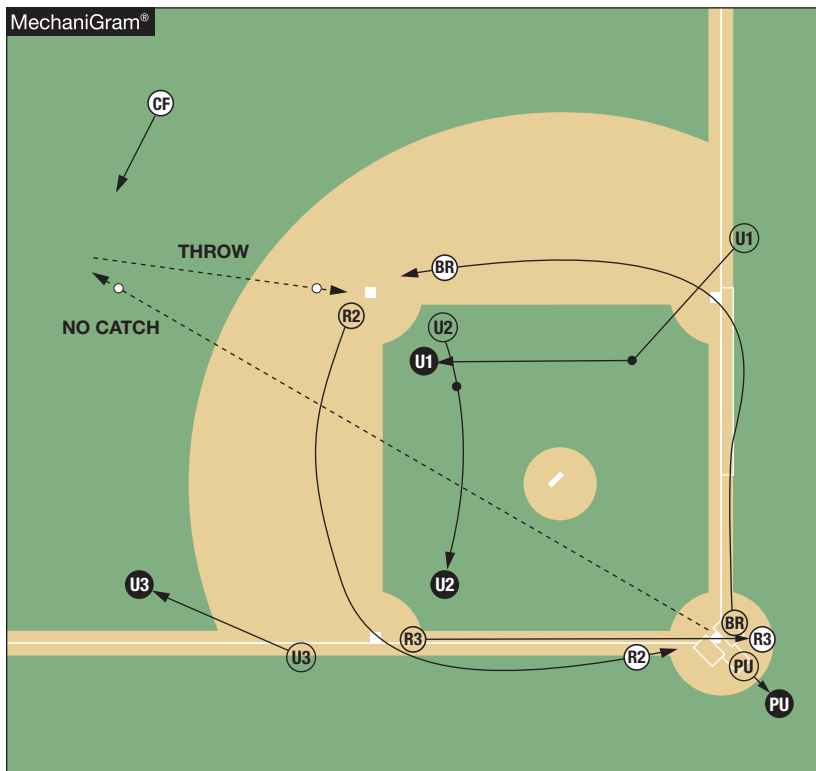 MechaniGram®
CF
U1
THROW
BR
NO CATCH
R2
U2
U1
U3
U2
BR
R3
R3
U3
R2
PU
PU